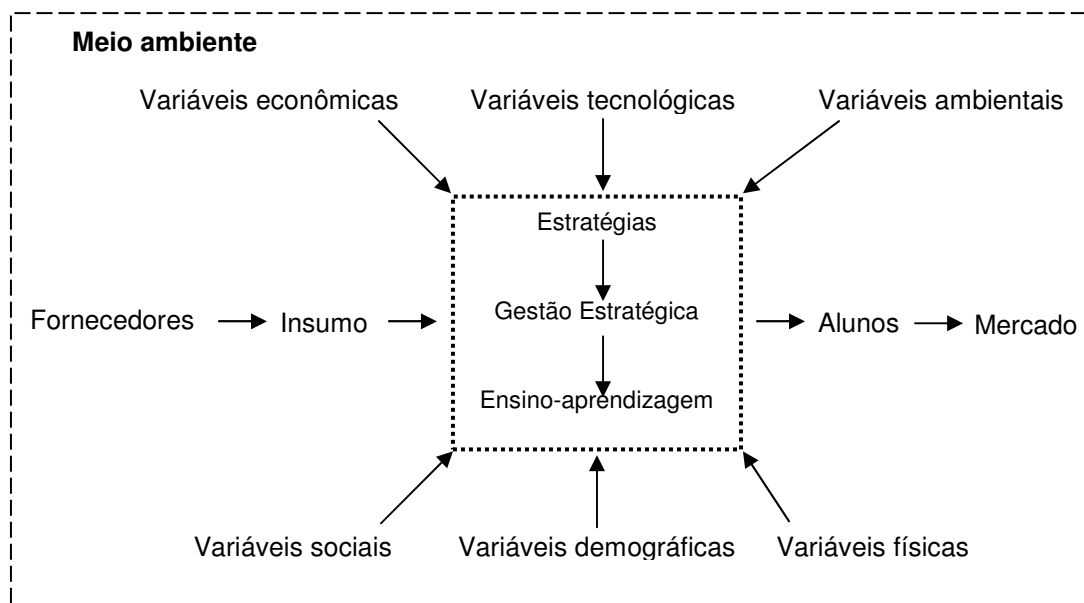 Meio ambiente
Variáveis econômicas
Variáveis tecnológicas
Variáveis ambientais
Estratégias
Fornecedores
Insumo
Gestão Estratégica
Alunos
Mercado
Ensino-aprendizagem
Variáveis sociais
Variáveis demográficas
Variáveis físicas